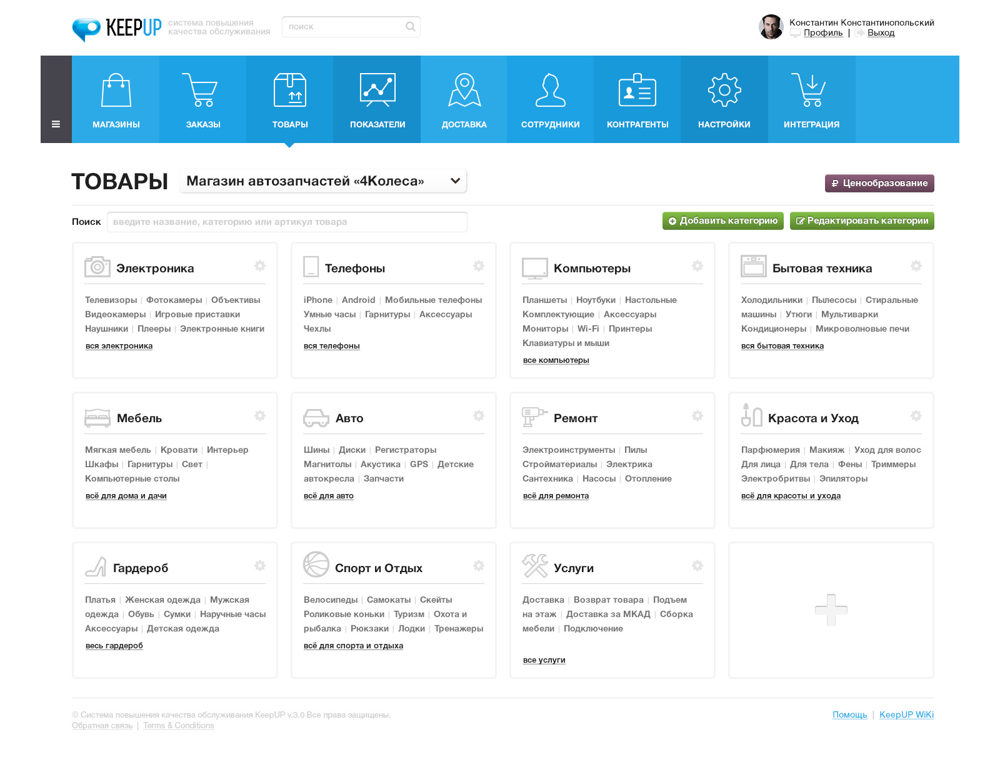 KEEPUP
система повышения
качества обслуживания
поиск
Константин Константинопольский
Профиль | Выход
МАГАЗИНЫ
ЗАКАЗЫ
ТОВАРЫ
ПОКАЗАТЕЛИ
ДОСТАВКА
СОТРУДНИКИ
КОНТРАГЕНТЫ
НАСТРОЙКИ
ИНТЕГРАЦИЯ
ТОВАРЫ
Магазин автозапчастей «4Колеса»
₽ Ценообразование
Поиск
введите название, категорию или артикул товара
Добавить категорию
Редактировать категории
Электроника
Телевизоры | Фотокамеры | Объективы
Видеокамеры | Игровые приставки
Наушники | Плееры | Электронные книги
вся электроника
Телефоны
iPhone | Android | Мобильные телефоны
Умные часы | Гарнитуры | Аксессуары
Чехлы
вся телефоны
Компьютеры
Планшеты | Ноутбуки | Настольные
Комплектующие | Аксессуары
Мониторы | Wi-Fi | Принтеры
Клавиатуры и мыши
все компьютеры
Бытовая техника
Холодильники | Пылесосы | Стиральные
машины | Утюги | Мультиварки
Кондиционеры | Микроволновые печи
вся бытовая техника
Мебель
Мягкая мебель | Кровати | Интерьер
Шкафы | Гарнитуры | Свет |
Компьютерные столы
всё для дома и дачи
Авто
Шины | Диски | Регистраторы
Магнитолы | Акустика | GPS | Детские
автокресла | Запчасти
всё для авто
Ремонт
Электроинструменты | Пилы
Стройматериалы | Электрика
Сантехника | Насосы | Отопление
всё для ремонта
Красота и Уход
Парфюмерия | Макияж | Уход для волос
Для лица | Для тела | Фены | Триммеры
Электробритвы | Эпиляторы
всё для красоты и ухода
Гардероб
Платья | Женская одежда | Мужская
одежда | Обувь | Сумки | Наручные часы
Аксессуары | Детская одежда
весь гардероб
Спорт и Отдых
Велосипеды | Самокаты | Скейты
Роликовые коньки | Туризм | Охота и
рыбалка | Рюкзаки | Лодки | Тренажеры
всё для спорта и отдыха
Услуги
Доставка | Возврат товара | Подъем
на этаж | Доставка за МКАД | Сборка
мебели | Подключение
все услуги
© Система повышения качества обслуживания KeepUP v.3.0 Все права защищены.
Обратная связь | Terms & Conditions
Помощь | KeepUP WiKi